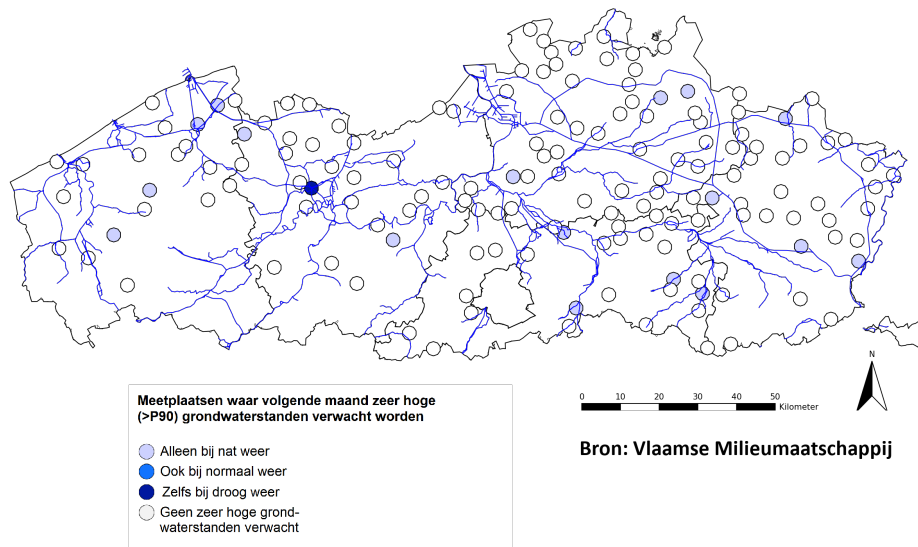 N
0 10 20 30 40 50 Kilometer
Meetplaatsen waar volgende maand zeer hoge
(>P90) grondwaterstanden verwacht worden
Alleen bij nat weer
Ook bij normaal weer
Zelfs bij droog weer
Geen zeer hoge grond-
waterstanden verwacht
Bron: Vlaamse Milieumaatschappij